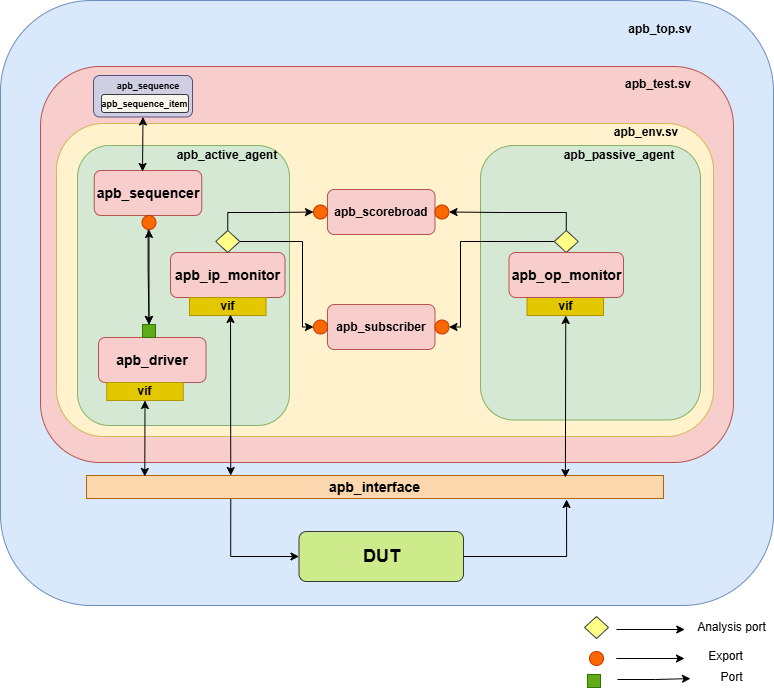 apb_top.sv
apb_test.sv
apb_sequence
apb_sequence_item
apb_env.sv
apb_active_agent
apb_passive_agent
apb_sequencer
apb_scorebroad
apb_ip_monitor
apb_op_monitor
vif
vif
apb_subscriber
apb_driver
vif
apb_interface
DUT
Analysis port
Export
Port